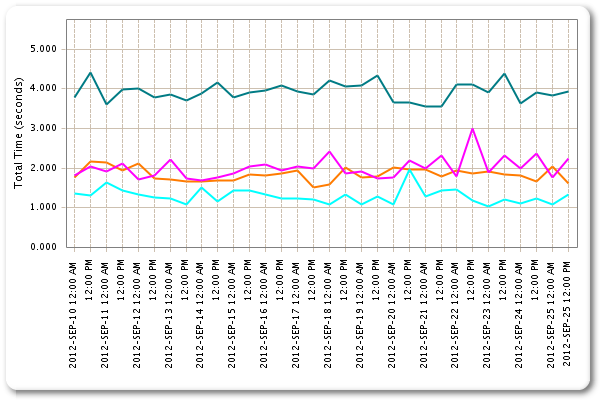 Total Time (seconds)
5.000
4.000
3.000
2.000
1.000
0.000
2012-SEP-10 12:00 AM
12:00 PM
2012-SEP-11 12:00 AM
12:00 PM
2012-SEP-12 12:00 AM
12:00 PM
2012-SEP-13 12:00 AM
12:00 PM
2012-SEP-14 12:00 AM
12:00 PM
2012-SEP-15 12:00 AM
12:00 PM
2012-SEP-16 12:00 AM
12:00 PM
2012-SEP-17 12:00 AM
12:00 PM
2012-SEP-18 12:00 AM
12:00 PM
2012-SEP-19 12:00 AM
12:00 PM
2012-SEP-20 12:00 AM
12:00 PM
2012-SEP-21 12:00 AM
12:00 PM
2012-SEP-22 12:00 AM
12:00 PM
2012-SEP-23 12:00 AM
12:00 PM
2012-SEP-24 12:00 AM
12:00 PM
2012-SEP-25 12:00 AM
2012-SEP-25 12:00 PM